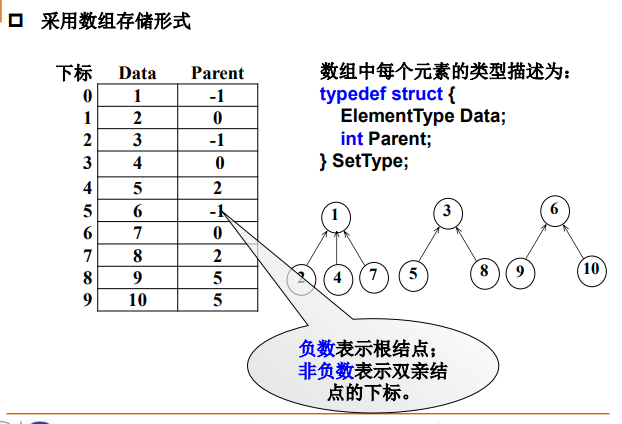 采用数组存储形式
下标 Data Parent
0 1 -1
1 2 0
2 3 -1
3 4 0
4 5 2
5 6 -1
6 7 0
7 8 2
8 9 5
9 10 5
数组中每个元素的类型描述为：
typedef struct {
ElementType Data;
int Parent;
} SetType;
1 3 6
2 4 7 5 8 9 10
负数表示根结点；
非负数表示双亲结
点的下标。